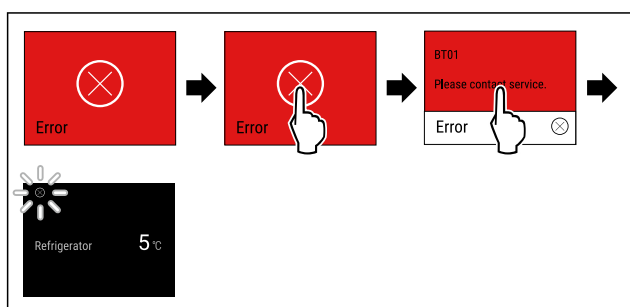 Error
Error
BT01
Please contact service.
Error
Refrigerator 5 °C